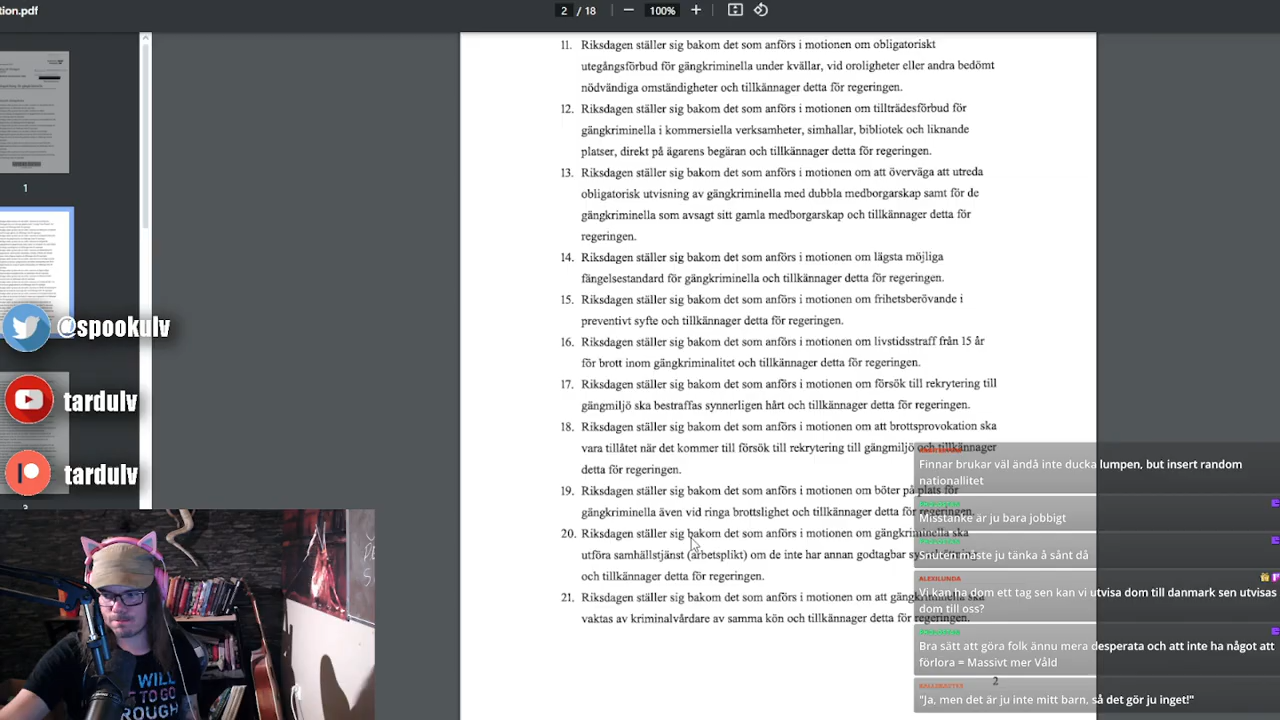 tion.pdf
2 / 18
100%
11. Riksdagen ställer sig bakom det som anförs i motionen om obligatoriskt
utegångsförbud för gängkriminella under kvällar, vid oroligheter eller andra bedömt
nödvändiga omständigheter och tillkännager detta för regeringen.
12. Riksdagen ställer sig bakom det som anförs i motionen om tillträdesförbud för
gängkriminella i kommersiella verksamheter, simhallar, bibliotek och liknande
platser, direkt på ägarens begäran och tillkännager detta för regeringen.
13. Riksdagen ställer sig bakom det som anförs i motionen om att överväga att utreda
obligatorisk utvisning av gängkriminella med dubbla medborgarskap samt för de
gängkriminella som avsagt sitt gamla medborgarskap och tillkännager detta för
regeringen.
14. Riksdagen ställer sig bakom det som anförs i motionen om lägsta möjliga
fängelsestandard för gängkriminella och tillkännager detta för regeringen.
15. Riksdagen ställer sig bakom det som anförs i motionen om frihetsberövande i
preventivt syfte och tillkännager detta för regeringen.
16. Riksdagen ställer sig bakom det som anförs i motionen om livstidsstraff från 15 år
för brott inom gängkriminalitet och tillkännager detta för regeringen.
17. Riksdagen ställer sig bakom det som anförs i motionen om försök till rekrytering till
gängmiljö ska bestraffas synnerligen hårt och tillkännager detta för regeringen.
18. Riksdagen ställer sig bakom det som anförs i motionen om att brottsprovokation ska
vara tillåtet när det kommer till försök till rekrytering till gängmiljö och tillkännager
detta för regeringen.
19. Riksdagen ställer sig bakom det som anförs i motionen om böter på plats för
gängkriminella även vid ringa brottslighet och tillkännager detta för regeringen.
20. Riksdagen ställer sig bakom det som anförs i motionen om gängkriminella ska
utföra samhällstjänst (arbetsplikt) om de inte har annan godtagbar
och tillkännager detta för regeringen.
21. Riksdagen ställer sig bakom det som anförs i motionen om att gängkriminella ska
vaktas av kriminalvårdare av samma kön och tillkännager detta för regeringen.
2
1
@spookulv
tardulv
tardulv
WILL
TO GO
ROUGH
Finnar brukar väl ändå inte ducka lumpen, but insert random
nationallitet
Misstänke är ju bara jobbigt
Snuten måste ju tänka å sånt då
ALEXILUNDA
Vi kan ha dom ett tag sen kan vi utvisa dom till danmark sen utvisas
dom till oss?
Bra sätt att göra folk ännu mera desperata och att inte ha något att
förlora = Massivt mer Våld
"Ja, men det är ju inte mitt barn, så det gör ju inget!"